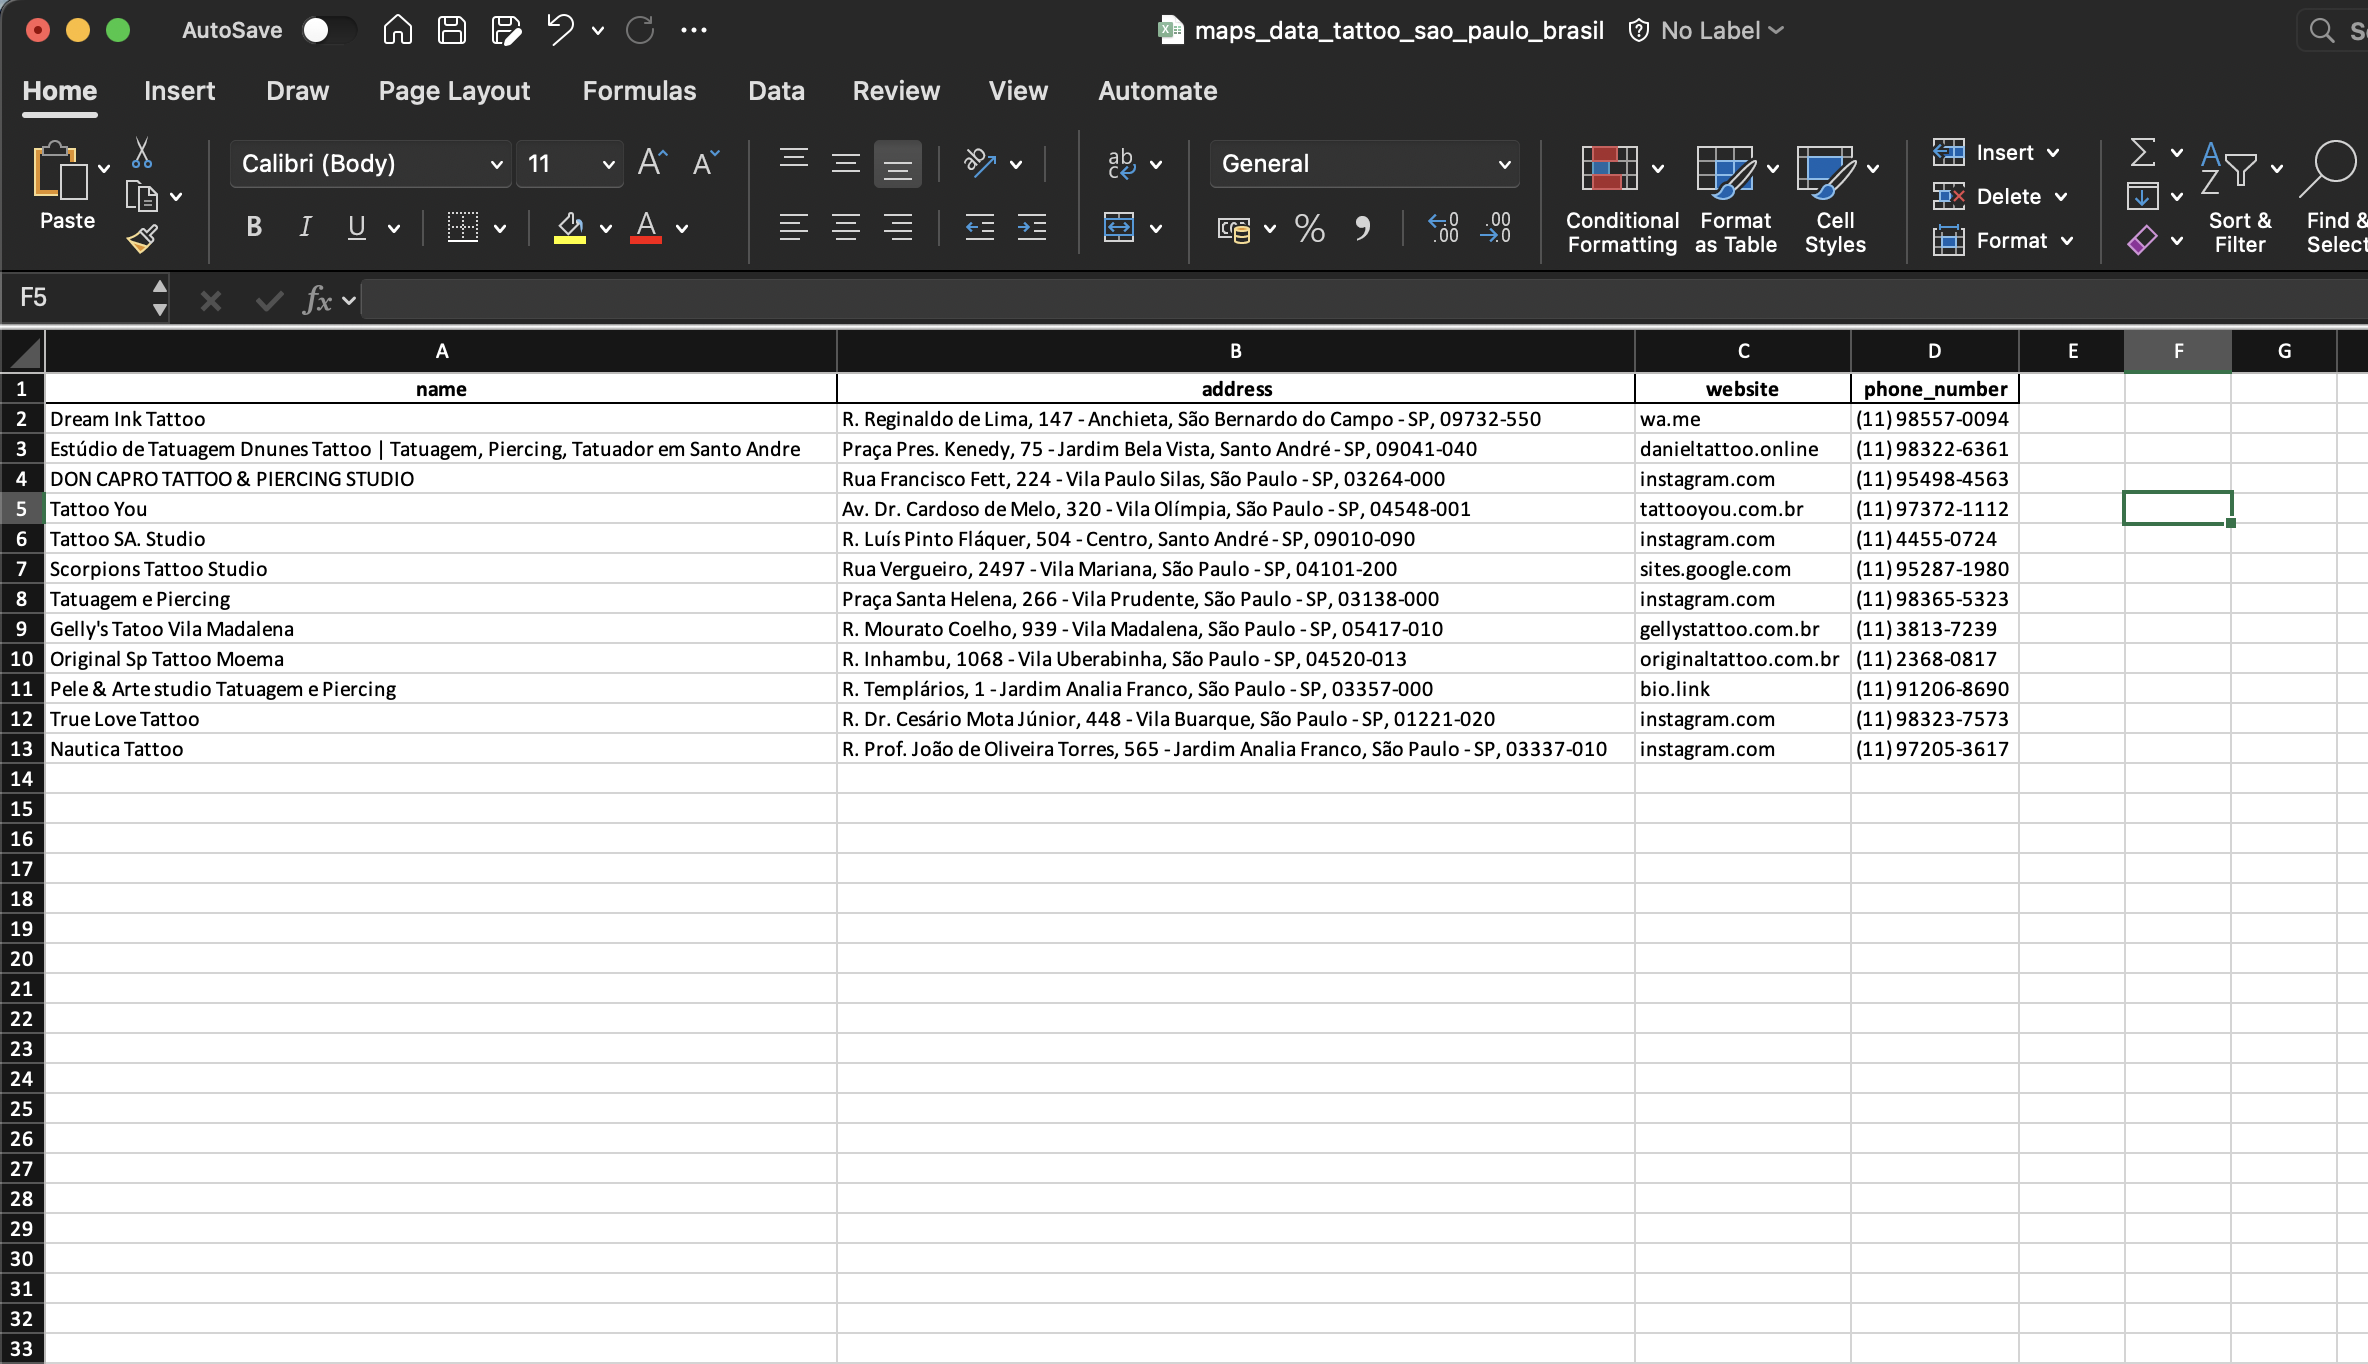 AutoSave
maps_data_tattoo_sao_paulo_brasil
No Label
Home Insert Draw Page Layout Formulas Data Review View Automate
Paste
Calibri (Body) 11
General
Conditional Formatting
Format as Table
Cell Styles
Insert
Delete
Format
Sort & Filter
Find & Select
F5
fx
A B C D E F G
1 name address website phone_number
2 Dream Ink Tattoo R. Reginaldo de Lima, 147 - Anchieta, São Bernardo do Campo - SP, 09732-550 wa.me (11) 98557-0094
3 Estúdio de Tatuagem Dnunes Tattoo | Tatuagem, Piercing, Tatuador em Santo Andre Praça Pres. Kenedy, 75 - Jardim Bela Vista, Santo André - SP, 09041-040 danieltattoo.online (11) 98322-6361
4 DON CAPRO TATTOO & PIERCING STUDIO Rua Francisco Fett, 224 - Vila Paulo Silas, São Paulo - SP, 03264-000 instagram.com (11) 95498-4563
5 Tattoo You Av. Dr. Cardoso de Melo, 320 - Vila Olímpia, São Paulo - SP, 04548-001 tattooyou.com.br (11) 97372-1112
6 Tattoo SA. Studio R. Luís Pinto Fláquer, 504 - Centro, Santo André - SP, 09010-090 instagram.com (11) 4455-0724
7 Scorpions Tattoo Studio Rua Vergueiro, 2497 - Vila Mariana, São Paulo - SP, 04101-200 sites.google.com (11) 95287-1980
8 Tatuagem e Piercing Praça Santa Helena, 266 - Vila Prudente, São Paulo - SP, 03138-000 instagram.com (11) 98365-5323
9 Gelly's Tatoo Vila Madalena R. Mourato Coelho, 939 - Vila Madalena, São Paulo - SP, 05417-010 gellystattoo.com.br (11) 3813-7239
10 Original Sp Tattoo Moema R. Inhambu, 1068 - Vila Uberabinha, São Paulo - SP, 04520-013 originaltattoo.com.br (11) 2368-0817
11 Pele & Arte studio Tatuagem e Piercing R. Templários, 1 - Jardim Analia Franco, São Paulo - SP, 03357-000 bio.link (11) 91206-8690
12 True Love Tattoo R. Dr. Cesário Mota Júnior, 448 - Vila Buarque, São Paulo - SP, 01221-020 instagram.com (11) 98323-7573
13 Nautica Tattoo R. Prof. João de Oliveira Torres, 565 - Jardim Analia Franco, São Paulo - SP, 03337-010 instagram.com (11) 97205-3617
14
15
16
17
18
19
20
21
22
23
24
25
26
27
28
29
30
31
32
33